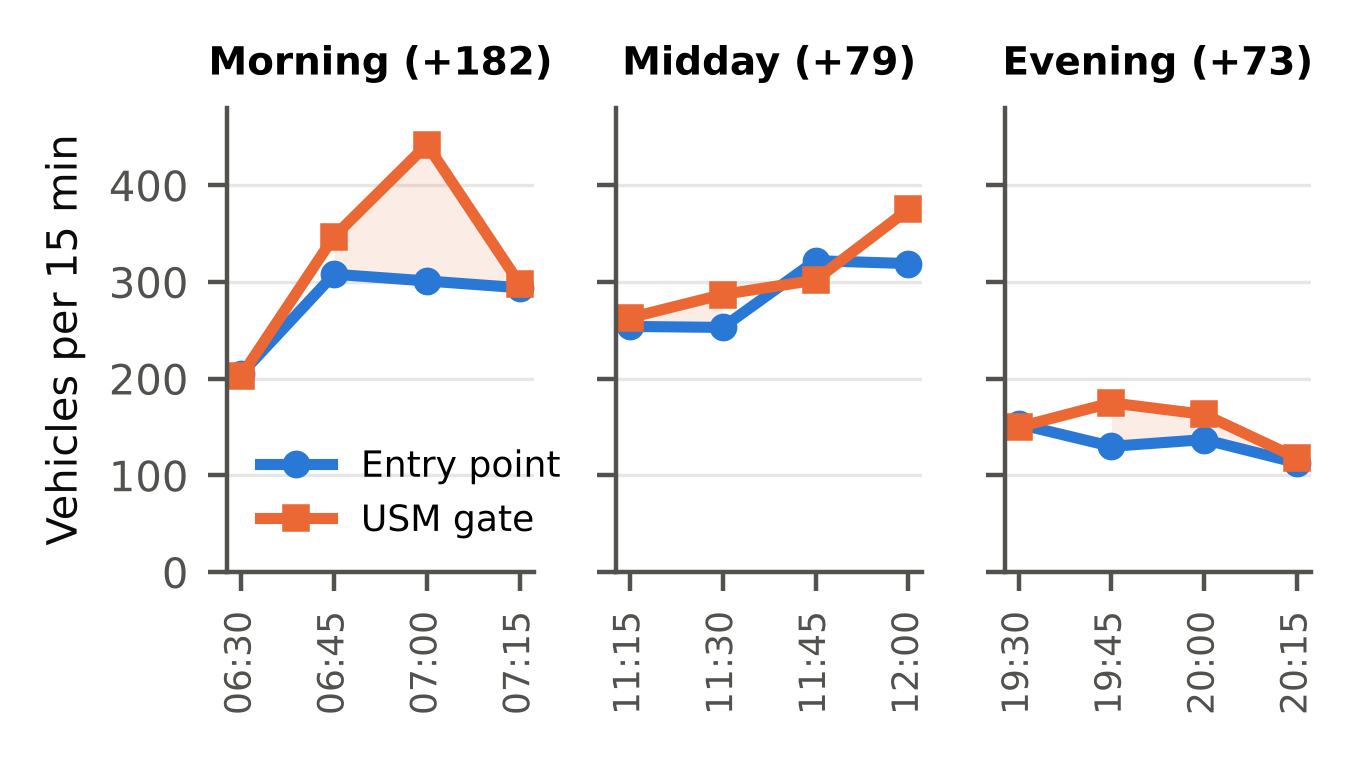 Morning (+182)
Midday (+79)
Evening (+73)
Vehicles per 15 min
400
300
200
100
0
Entry point
USM gate
06:30
06:45
07:00
07:15
11:15
11:30
11:45
12:00
19:30
19:45
20:00
20:15